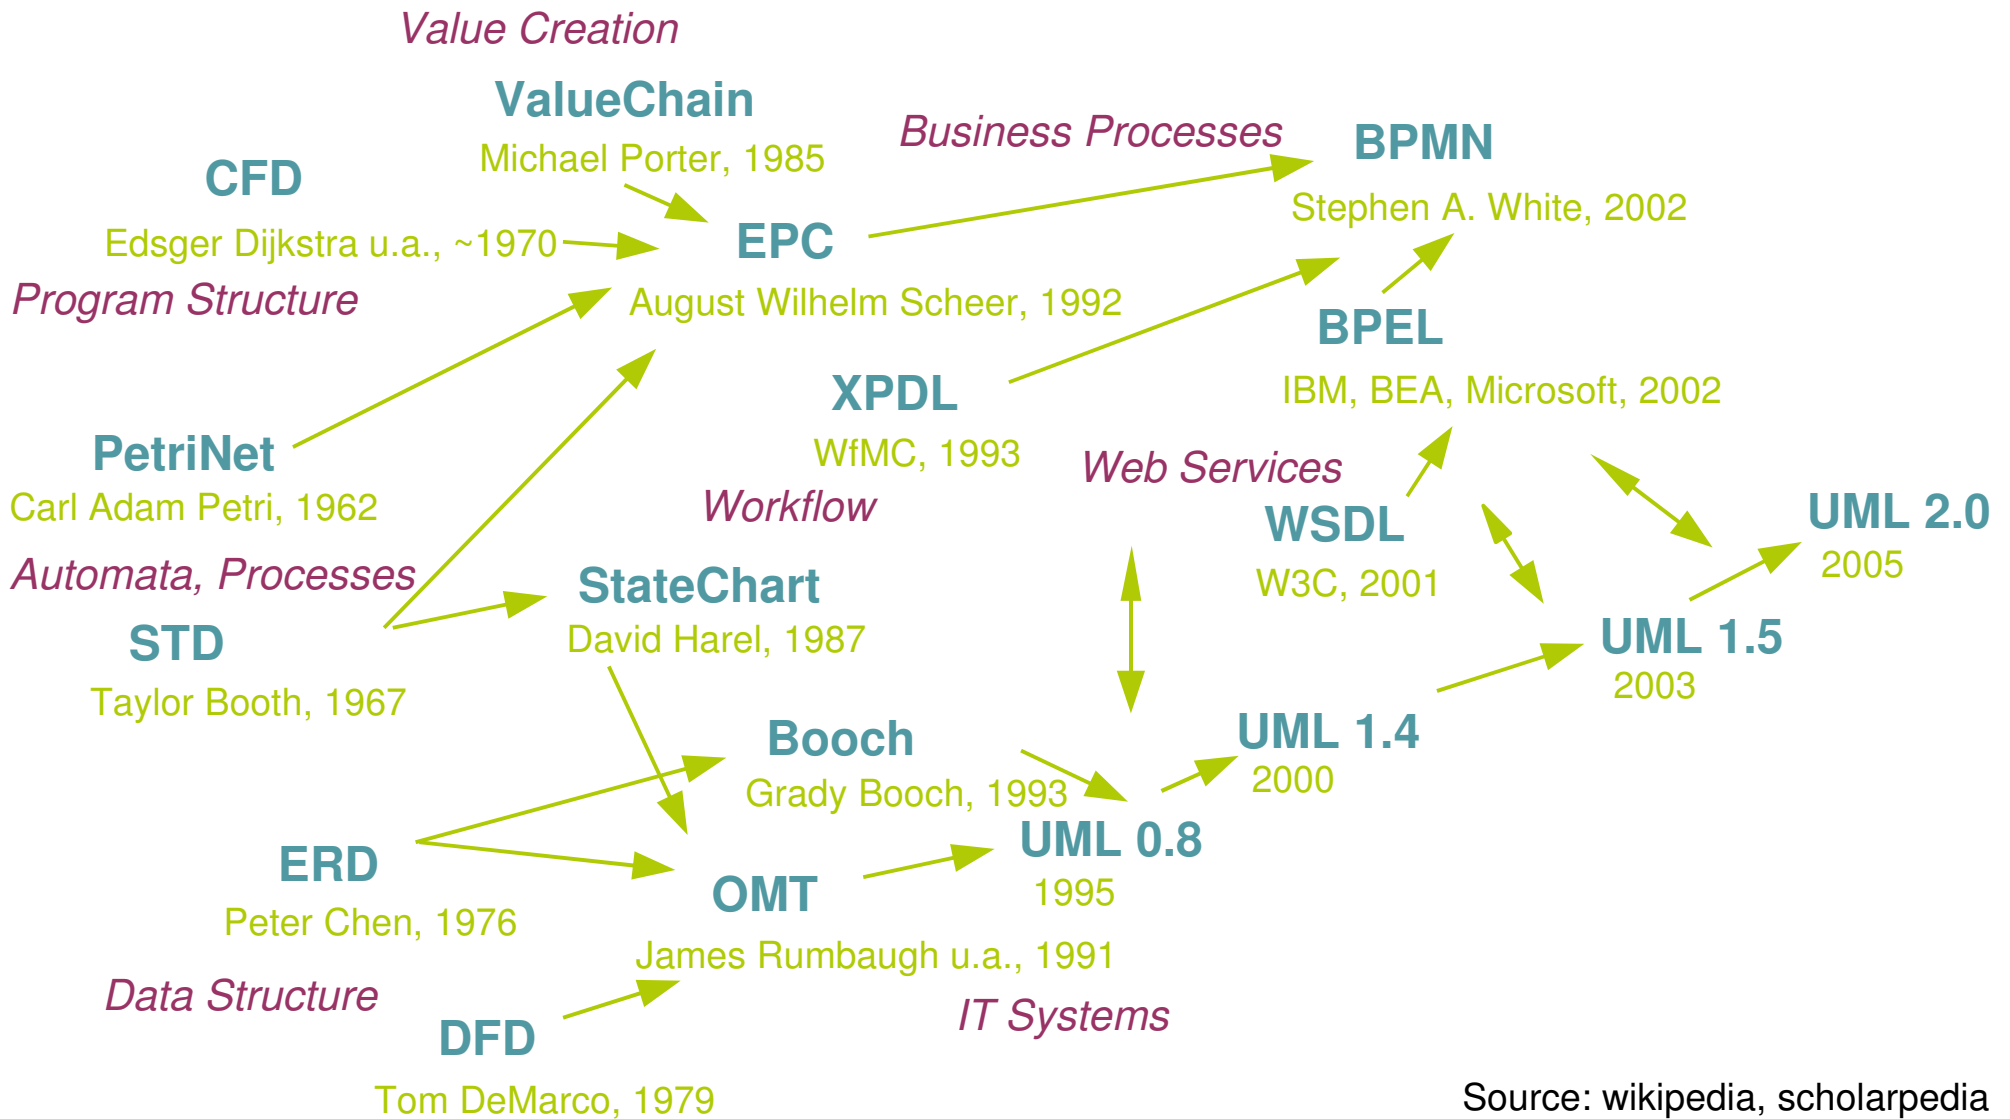 Value Creation
ValueChain
Michael Porter, 1985
Business Processes
BPMN
Stephen A. White, 2002
CFD
Edsger Dijkstra u.a., ~1970
Program Structure
EPC
August Wilhelm Scheer, 1992
BPEL
IBM, BEA, Microsoft, 2002
XPDL
WfMC, 1993
Workflow
Web Services
PetriNet
Carl Adam Petri, 1962
Automata, Processes
WSDL
W3C, 2001
UML 2.0
2005
StateChart
David Harel, 1987
STD
Taylor Booth, 1967
UML 1.5
2003
Booch
Grady Booch, 1993
UML 1.4
2000
UML 0.8
1995
ERD
Peter Chen, 1976
OMT
James Rumbaugh u.a., 1991
Data Structure
IT Systems
DFD
Tom DeMarco, 1979
Source: wikipedia, scholarpedia